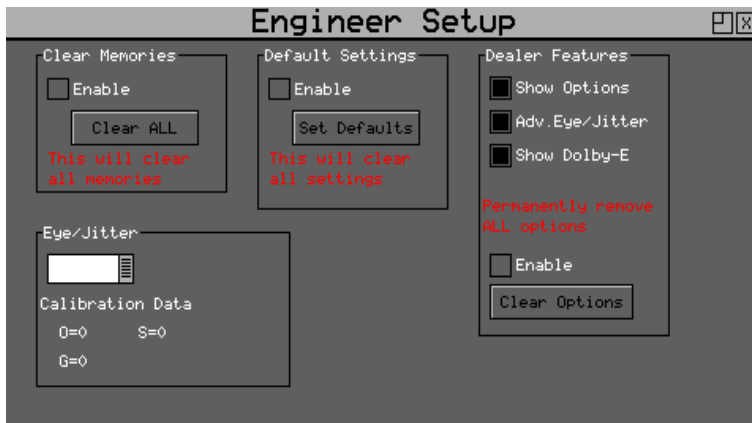 Engineer Setup
Clear Memories
Enable
Clear ALL
This will clear
all memories
Default Settings
Enable
Set Defaults
This will clear
all settings
Dealer Features
Show Options
Adv.Eye/Jitter
Show Dolby-E
Permanently remove
ALL options
Enable
Clear Options
Eye/Jitter
Calibration Data
O=0 S=0
G=0